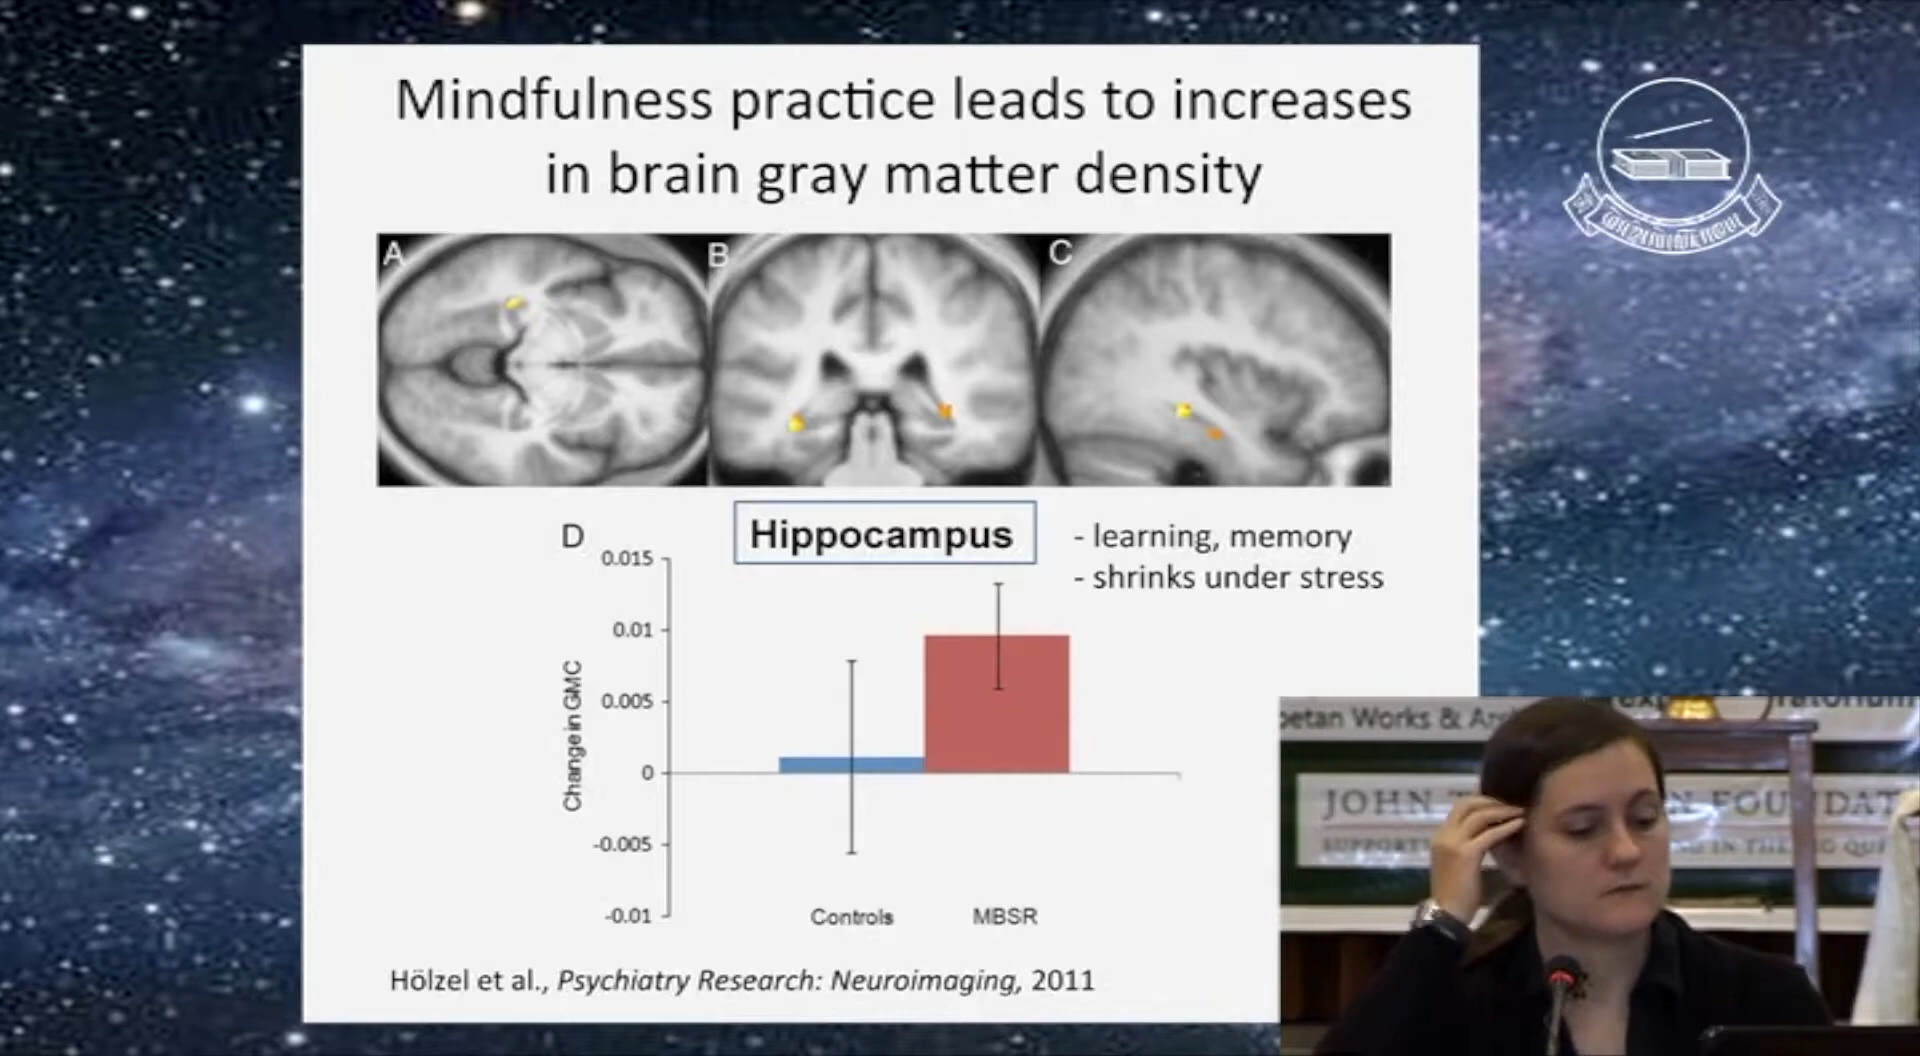 Mindfulness practice leads to increases
in brain gray matter density
A
B
C
D
Hippocampus
- learning, memory
- shrinks under stress
0.015
0.01
0.005
0
-0.005
-0.01
Change in GMC
Controls
MBSR
Hölzel et al., Psychiatry Research: Neuroimaging, 2011
Works &
JOHN